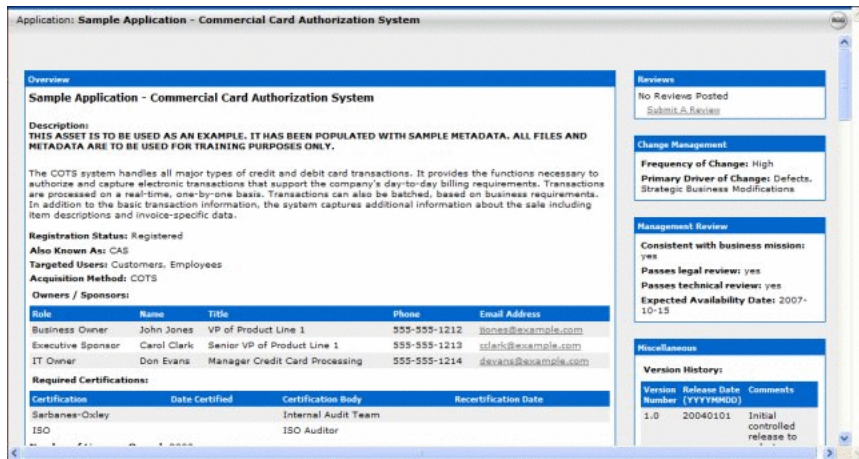 Application: Sample Application - Commercial Card Authorization System
Overview
Sample Application - Commercial Card Authorization System
Description:
THIS ASSET IS TO BE USED AS AN EXAMPLE. IT HAS BEEN POPULATED WITH SAMPLE METADATA. ALL FILES AND
METADATA ARE TO BE USED FOR TRAINING PURPOSES ONLY.
The COTS system handles all major types of credit and debit card transactions. It provides the functions necessary to
authorize and capture electronic transactions that support the company's day-to-day billing requirements. Transactions
are processed on a real-time, one-by-one basis. Transactions can also be batched, based on business requirements.
In addition to the basic transaction information, the system captures additional information about the sale including
item descriptions and invoice-specific data.
Registration Status: Registered
Also Known As: CAS
Targeted Users: Customers, Employees
Acquisition Method: COTS
Owners / Sponsors:
Role Name Title Phone Email Address
Business Owner John Jones VP of Product Line 1 555-555-1212 jjones@example.com
Executive Sponsor Carol Clark Senior VP of Product Line 1 555-555-1213 cclark@example.com
IT Owner Don Evans Manager Credit Card Processing 555-555-1214 devans@example.com
Required Certifications:
Certification Date Certified Certification Body Recertification Date
Sarbanes-Oxley Internal Audit Team
ISO ISO Auditor
Reviews
No Reviews Posted
Submit A Review
Change Management
Frequency of Change: High
Primary Driver of Change: Defects,
Strategic Business Modifications
Management Review
Consistent with business mission:
yes
Passes legal review: yes
Passes technical review: yes
Expected Availability Date: 2007-
10-15
Miscellaneous
Version History:
Version Release Date Comments
Number (YYYYMMDD)
1.0 20040101 Initial
controlled
release to